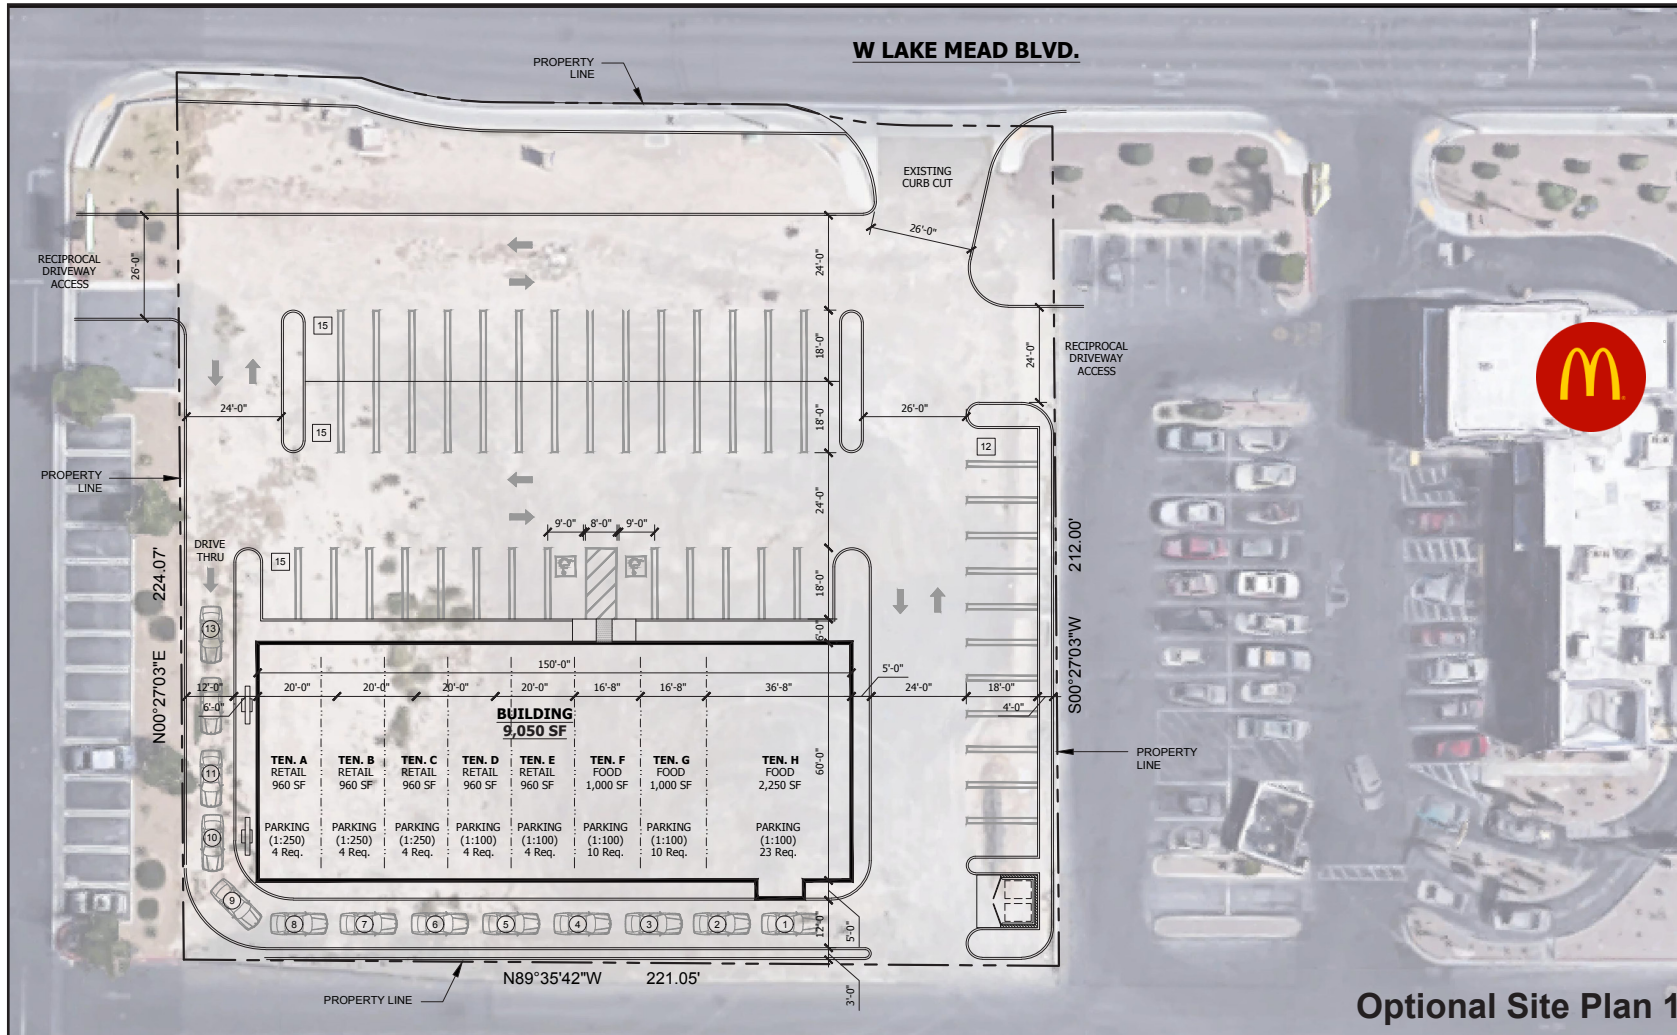 W LAKE MEAD BLVD.
PROPERTY
LINE
EXISTING
CURB CUT
26'-0"
RECIPROCAL
DRIVEWAY
ACCESS
26'-0"
24'-0"
15
18'-0"
24'-0"
RECIPROCAL
DRIVEWAY
ACCESS
24'-0"
26'-0"
18'-0"
15
12
PROPERTY
LINE
24'-0"
9'-0"
8'-0"
9'-0"
DRIVE
THRU
15
18'-0"
N00°27'03"E 224.07'
212.00'
S00°27'03"W
13
6'-0"
150'-0"
5'-0"
12'-0"
20'-0"
20'-0"
20'-0"
20'-0"
16'-8"
16'-8"
36'-8"
24'-0"
18'-0"
6'-0"
4'-0"
BUILDING
9,050 SF
PROPERTY
LINE
60'-0"
TEN. A
RETAIL
960 SF
PARKING
(1:250)
4 Req.
TEN. B
RETAIL
960 SF
PARKING
(1:250)
4 Req.
TEN. C
RETAIL
960 SF
PARKING
(1:250)
4 Req.
TEN. D
RETAIL
960 SF
PARKING
(1:100)
4 Req.
TEN. E
RETAIL
960 SF
PARKING
(1:100)
4 Req.
TEN. F
FOOD
1,000 SF
PARKING
(1:100)
10 Req.
TEN. G
FOOD
1,000 SF
PARKING
(1:100)
10 Req.
TEN. H
FOOD
2,250 SF
PARKING
(1:100)
23 Req.
11
10
9
8
7
6
5
4
3
2
1
12'-0"
5'-0"
3'-0"
N89°35'42"W 221.05'
PROPERTY LINE
Optional Site Plan 1